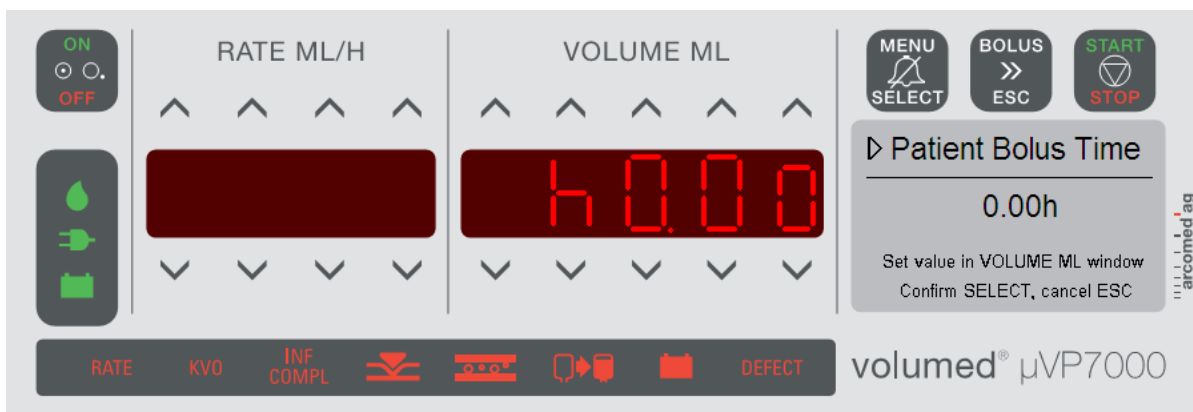 ON
OFF
RATE ML/H
VOLUME ML
MENU
SELECT
BOLUS
ESC
START
STOP
h0.00
Patient Bolus Time
0.00h
Set value in VOLUME ML window
Confirm SELECT, cancel ESC
arcomed ag
RATE
KVO
INF
COMPL
DEFECT
volumed® µVP7000